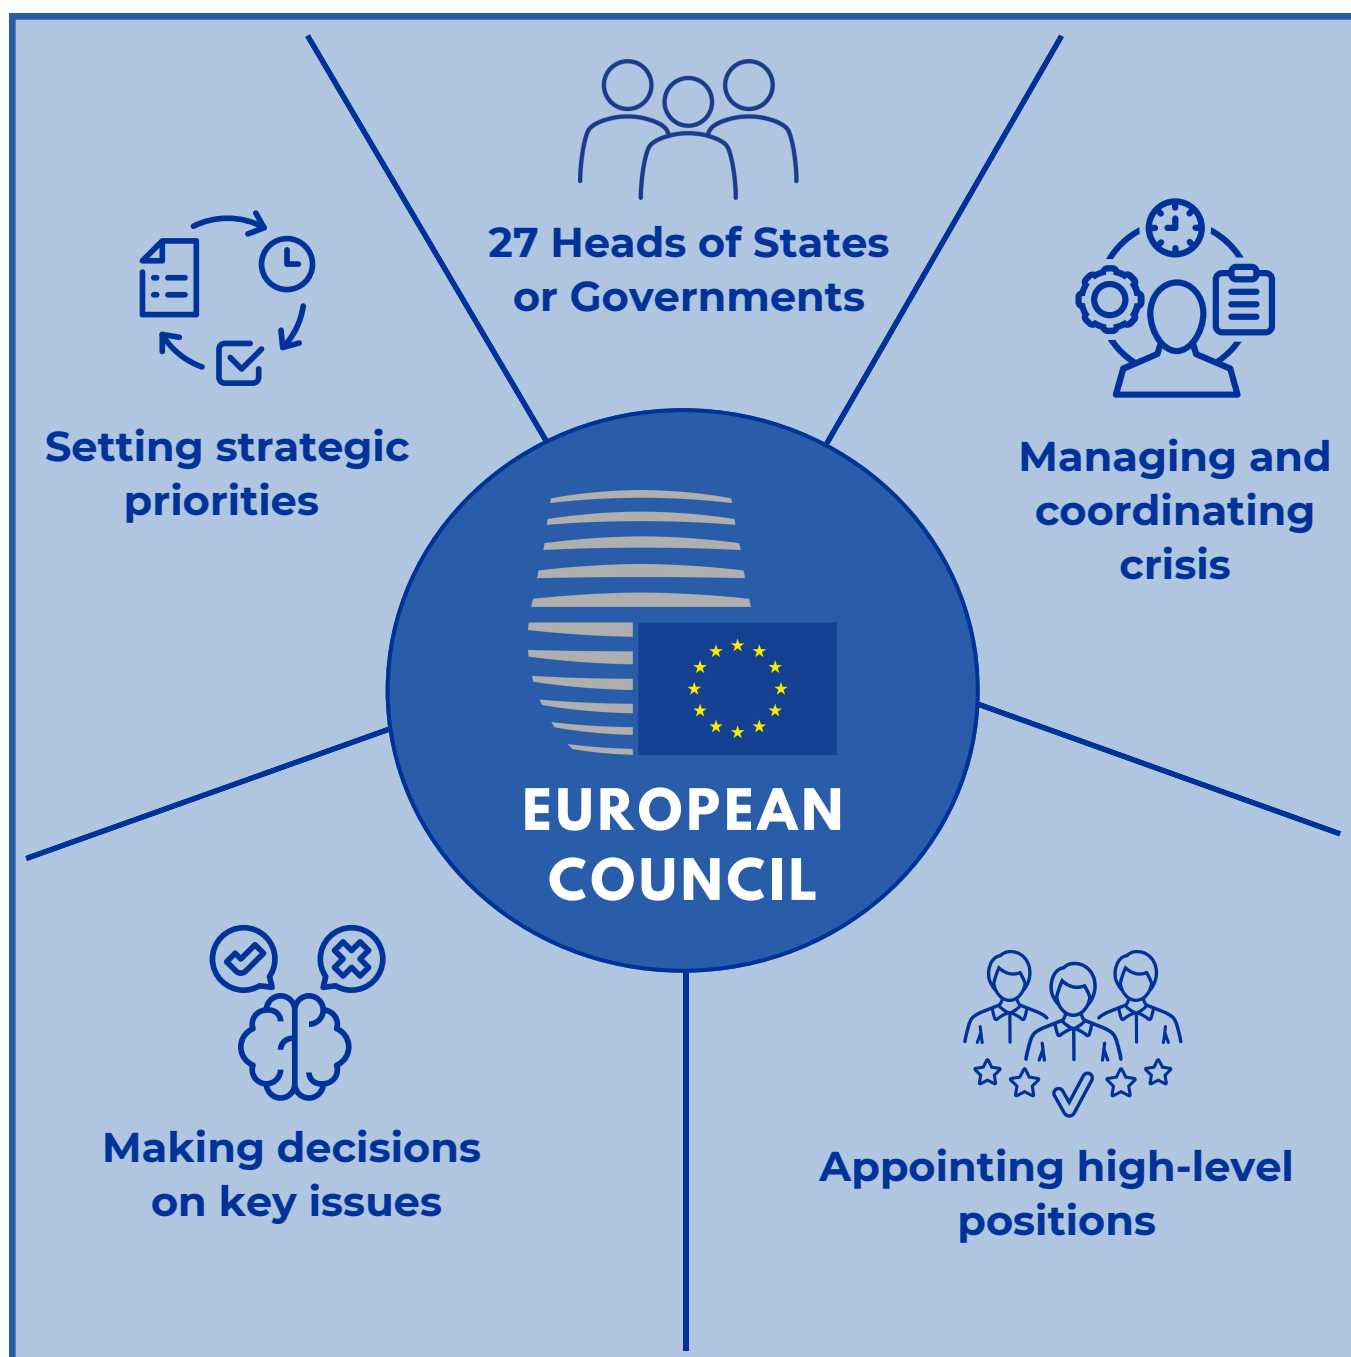 27 Heads of States
or Governments
Setting strategic
priorities
Managing and
coordinating
crisis
EUROPEAN
COUNCIL
Making decisions
on key issues
Appointing high-level
positions